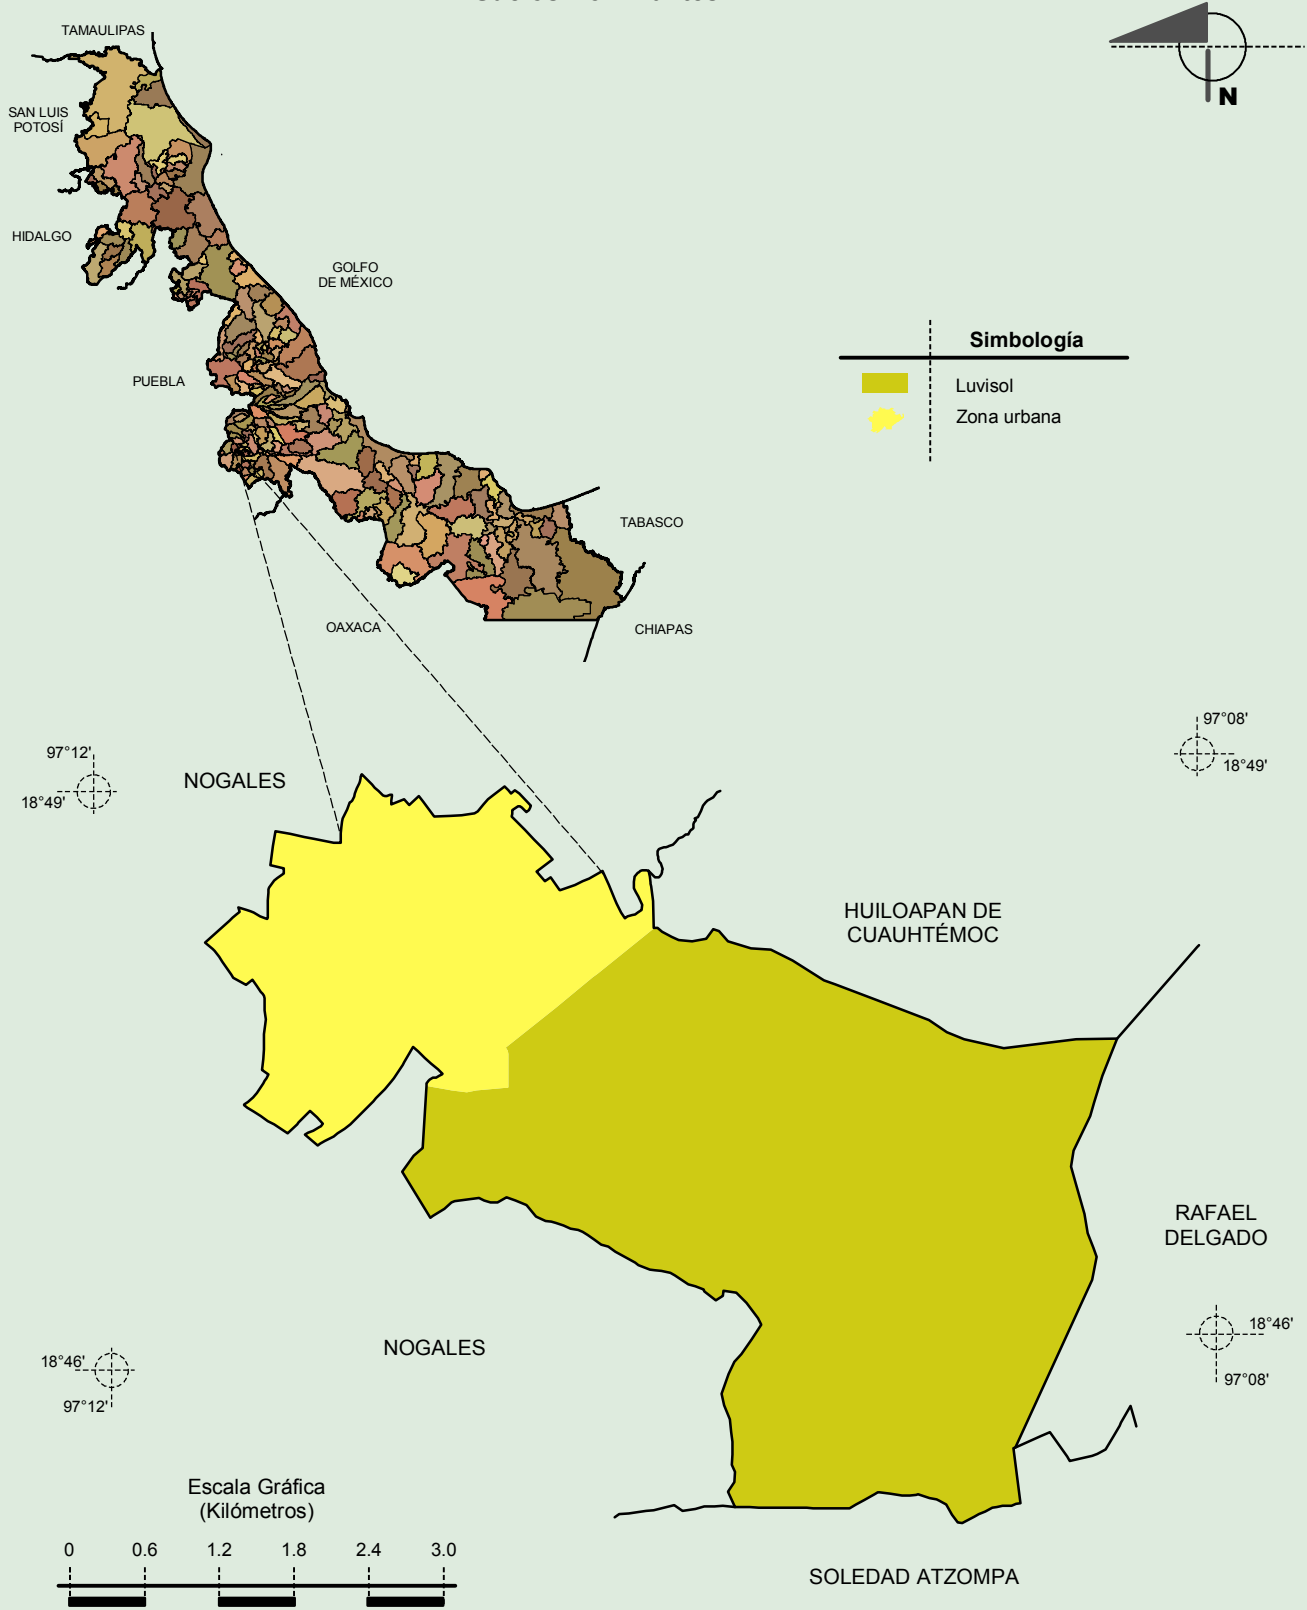 TAMAULIPAS
SAN LUIS
POTOSÍ
HIDALGO
GOLFO
DE MÉXICO
PUEBLA
TABASCO
OAXACA
CHIAPAS
N
Simbología
Luvisol
Zona urbana
97°12'
18°49'
NOGALES
97°08'
18°49'
HUILOAPAN DE
CUAUHTÉMOC
RAFAEL
DELGADO
NOGALES
18°46'
97°12'
18°46'
97°08'
Escala Gráfica
(Kilómetros)
0 0.6 1.2 1.8 2.4 3.0
SOLEDAD ATZOMPA